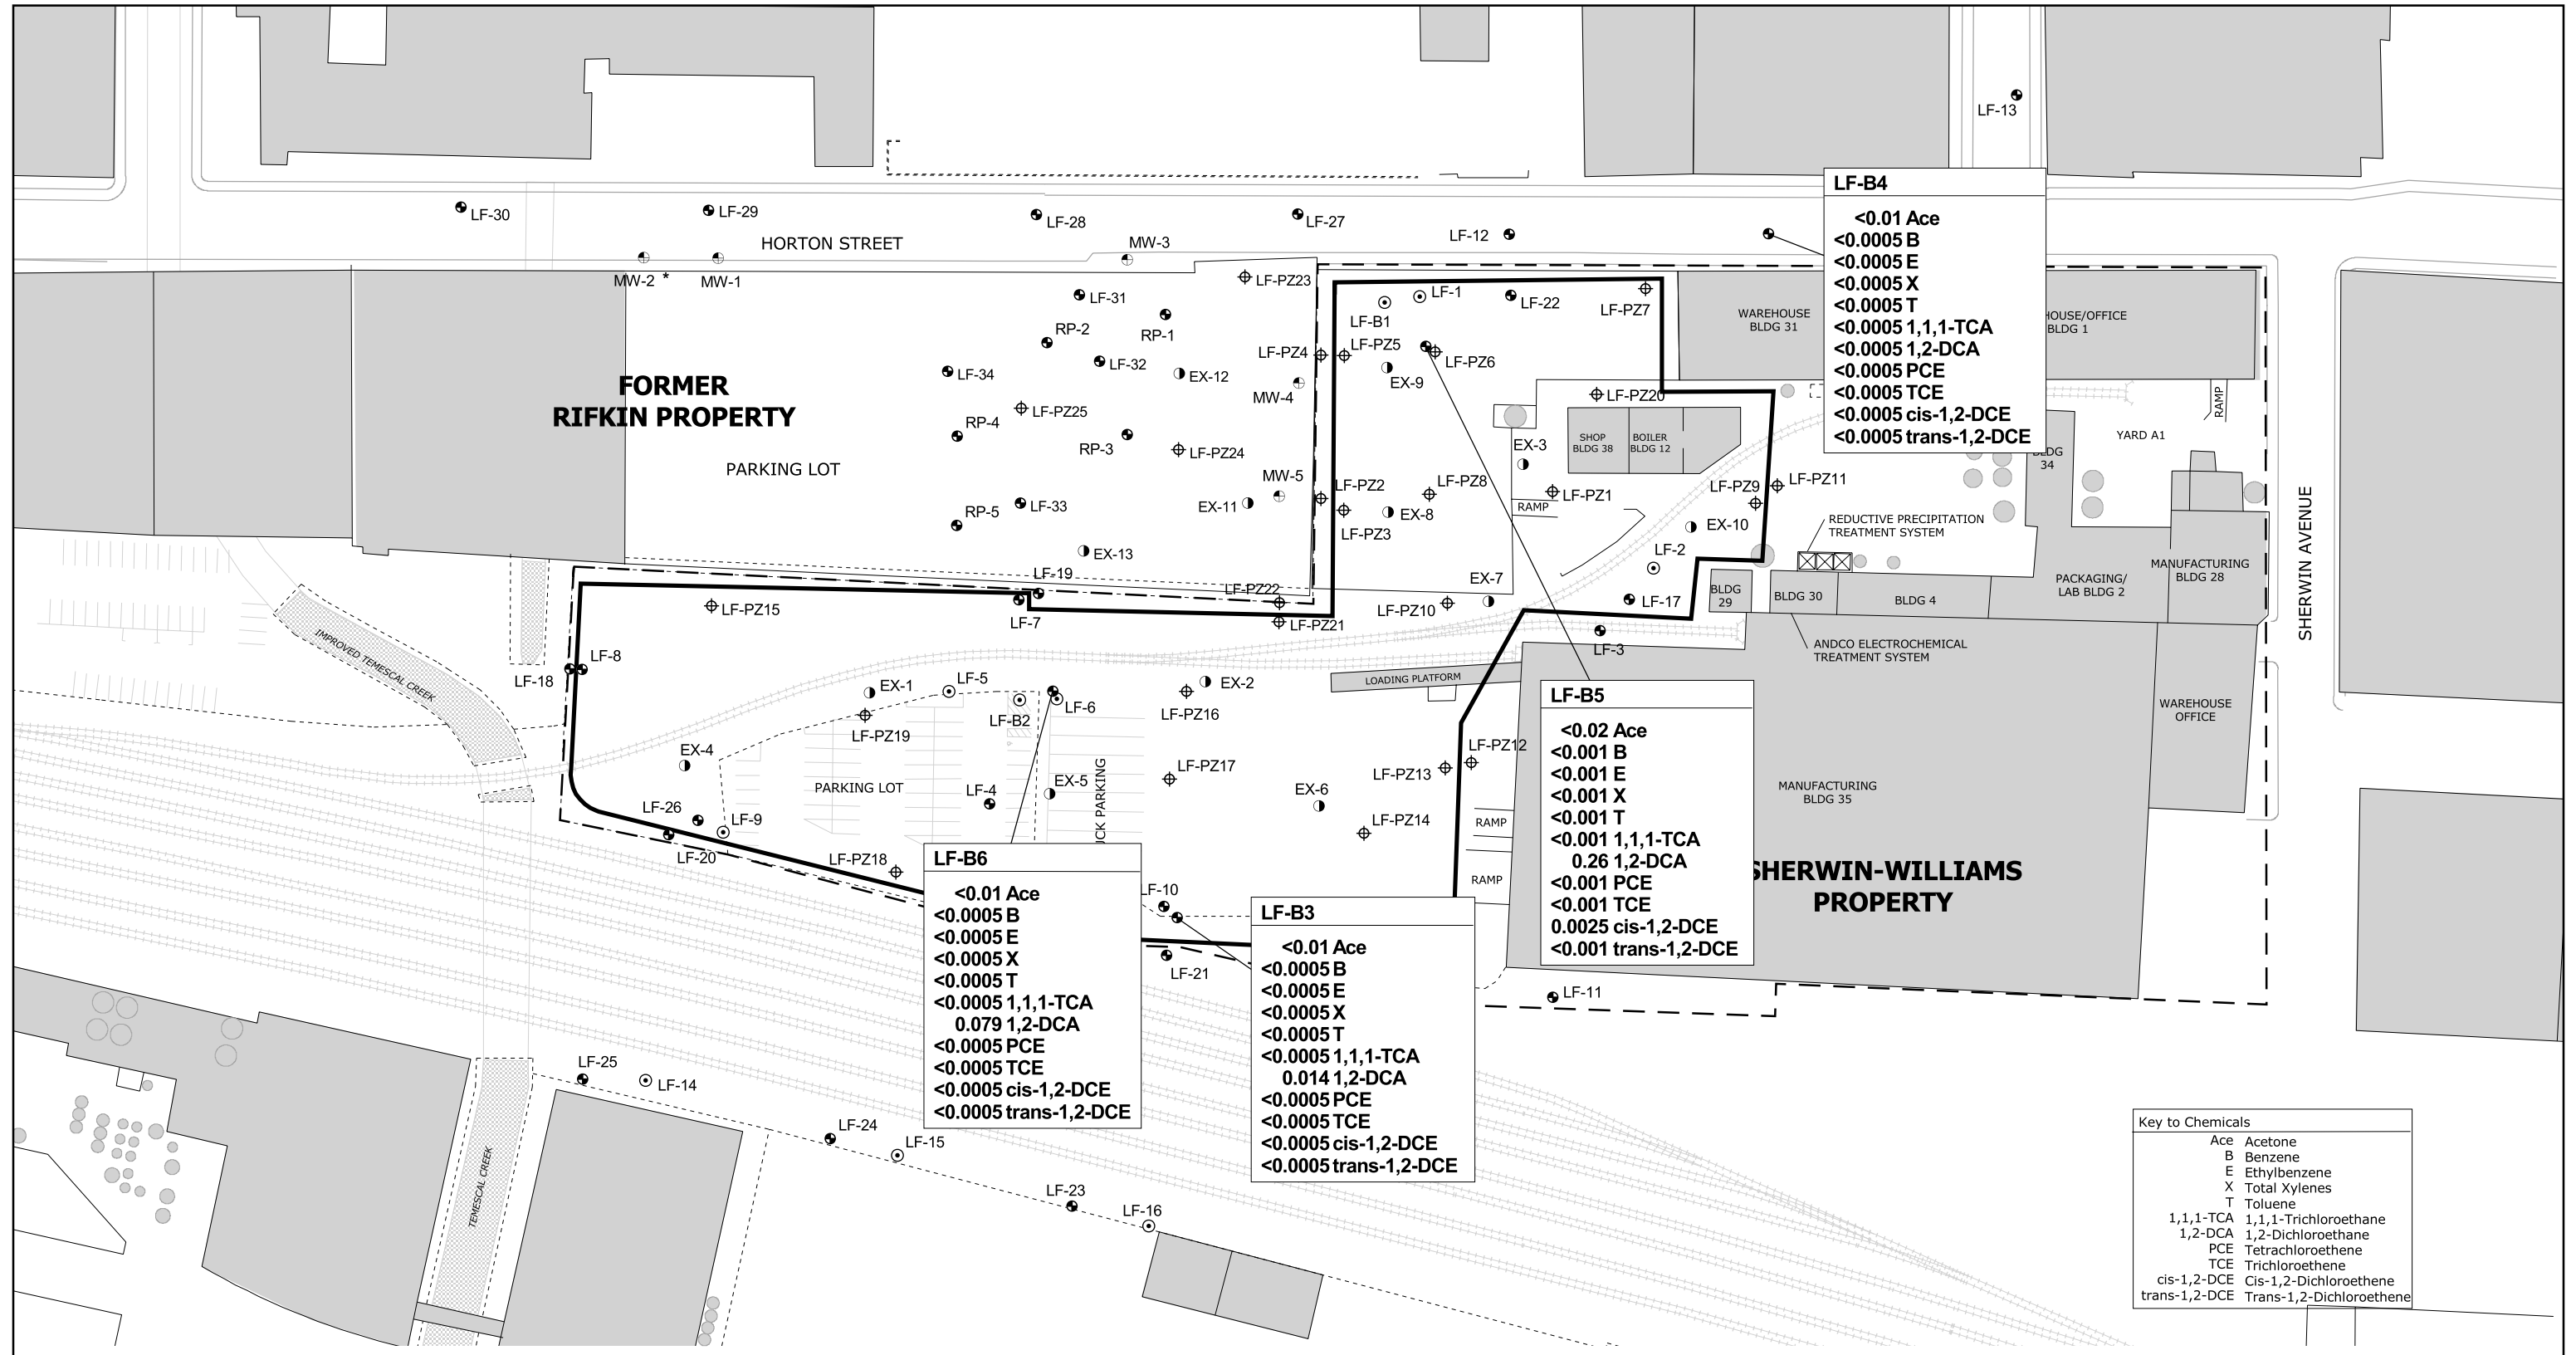 LF-13
LF-B4
<0.01 Ace
<0.0005 B
<0.0005 E
<0.0005 X
<0.0005 T
<0.0005 1,1,1-TCA
<0.0005 1,2-DCA
<0.0005 PCE
<0.0005 TCE
<0.0005 cis-1,2-DCE
<0.0005 trans-1,2-DCE
LF-30
LF-29
LF-28
LF-27
LF-12
HORTON STREET
MW-3
MW-2 *
MW-1
LF-PZ23
LF-31
RP-2
RP-1
LF-32
LF-34
EX-12
LF-PZ25
RP-4
RP-3
LF-PZ24
MW-4
MW-5
EX-11
LF-33
RP-5
EX-13
FORMER
RIFKIN PROPERTY
PARKING LOT
LF-1
LF-B1
LF-22
LF-PZ7
LF-PZ4
LF-PZ5
LF-PZ6
EX-9
LF-PZ20
EX-3
SHOP
BLDG 38
BOILER
BLDG 12
LF-PZ2
LF-PZ8
LF-PZ1
LF-PZ3
EX-8
RAMP
LF-PZ9
LF-PZ11
EX-10
LF-2
EX-7
LF-PZ10
LF-17
LF-3
WAREHOUSE
BLDG 31
HOUSE/OFFICE
BLDG 1
RAMP
YARD A1
BLDG
34
REDUCTIVE PRECIPITATION
TREATMENT SYSTEM
BLDG
29
BLDG 30
BLDG 4
PACKAGING/
LAB BLDG 2
MANUFACTURING
BLDG 28
SHERWIN AVENUE
ANDCO ELECTROCHEMICAL
TREATMENT SYSTEM
WAREHOUSE
OFFICE
LF-19
LF-7
LF-PZ22
LF-PZ21
LF-PZ15
LF-8
LF-18
IMPROVED TEMESCAL CREEK
EX-1
LF-5
LF-B2
LF-6
LF-PZ16
EX-2
LF-PZ19
EX-4
LOADING PLATFORM
LF-PZ12
LF-PZ13
LF-PZ17
PARKING LOT
LF-4
EX-5
UCK PARKING
EX-6
LF-PZ14
RAMP
RAMP
LF-26
LF-9
LF-20
LF-PZ18
LF-10
LF-21
LF-11
MANUFACTURING
BLDG 35
SHERWIN-WILLIAMS
PROPERTY
LF-B5
<0.02 Ace
<0.001 B
<0.001 E
<0.001 X
<0.001 T
<0.001 1,1,1-TCA
0.26 1,2-DCA
<0.001 PCE
<0.001 TCE
0.0025 cis-1,2-DCE
<0.001 trans-1,2-DCE
LF-B6
<0.01 Ace
<0.0005 B
<0.0005 E
<0.0005 X
<0.0005 T
<0.0005 1,1,1-TCA
0.079 1,2-DCA
<0.0005 PCE
<0.0005 TCE
<0.0005 cis-1,2-DCE
<0.0005 trans-1,2-DCE
LF-B3
<0.01 Ace
<0.0005 B
<0.0005 E
<0.0005 X
<0.0005 T
<0.0005 1,1,1-TCA
0.014 1,2-DCA
<0.0005 PCE
<0.0005 TCE
<0.0005 cis-1,2-DCE
<0.0005 trans-1,2-DCE
LF-25
LF-14
LF-24
LF-15
LF-23
LF-16
TEMESCAL CREEK
Key to Chemicals
Ace Acetone
B Benzene
E Ethylbenzene
X Total Xylenes
T Toluene
1,1,1-TCA 1,1,1-Trichloroethane
1,2-DCA 1,2-Dichloroethane
PCE Tetrachloroethene
TCE Trichloroethene
cis-1,2-DCE Cis-1,2-Dichloroethene
trans-1,2-DCE Trans-1,2-Dichloroethene